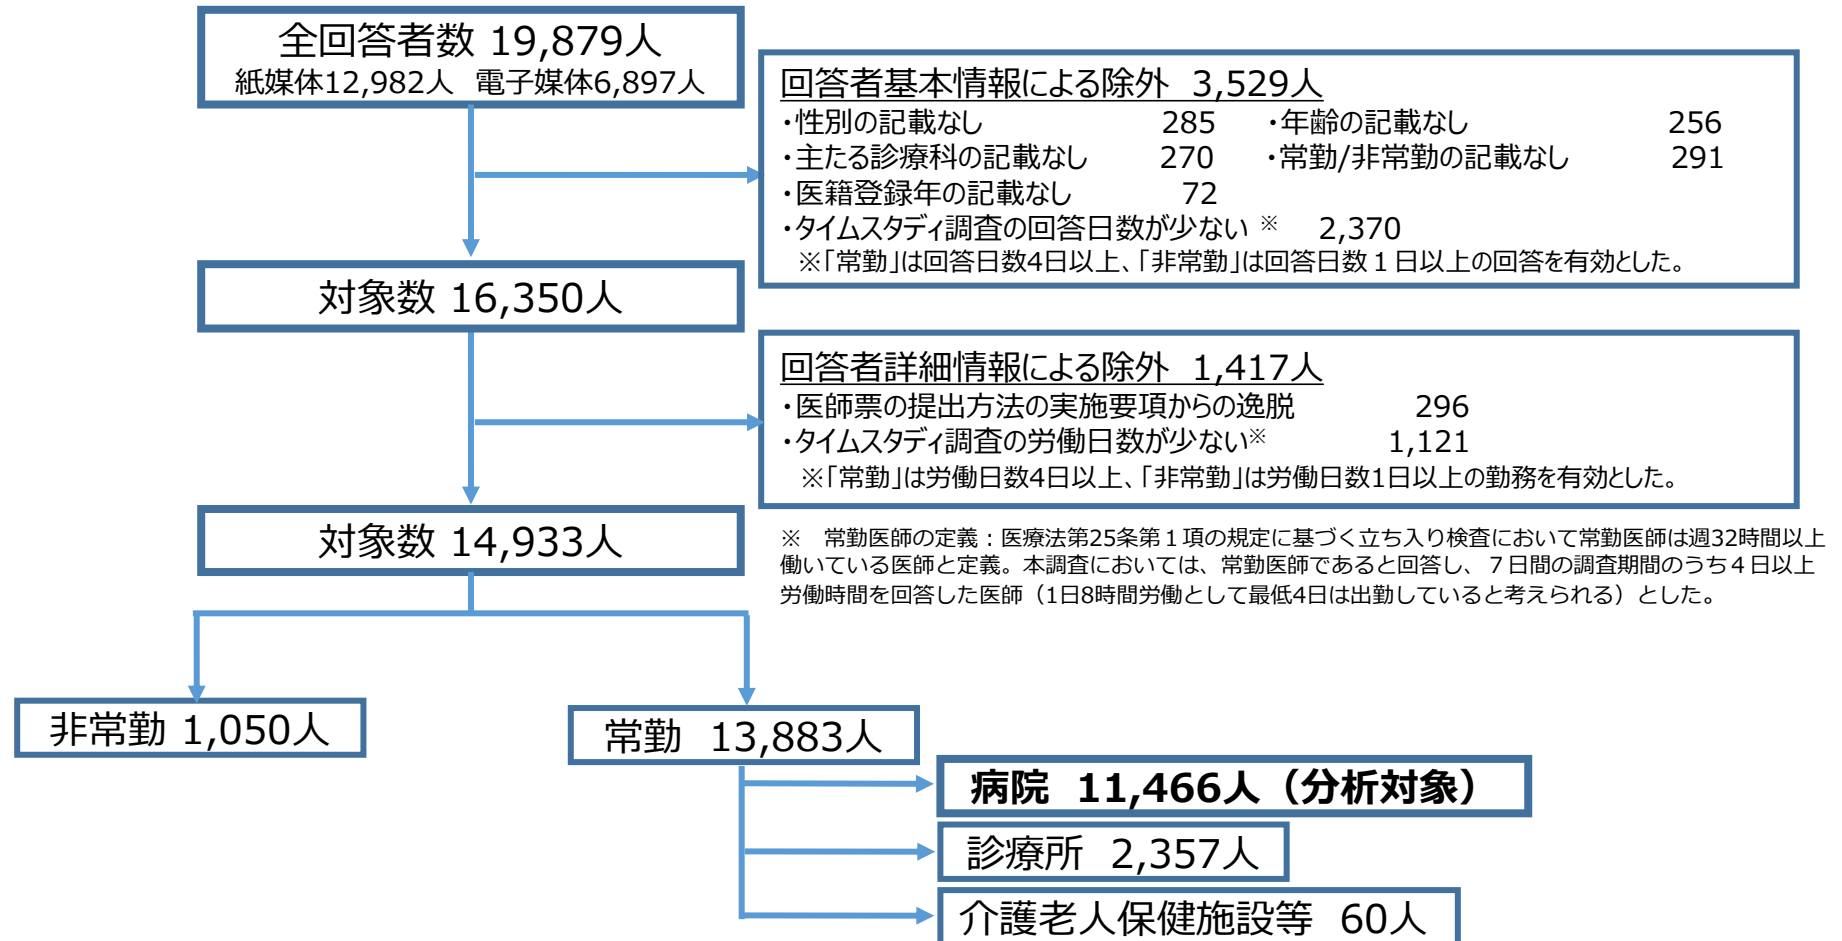 全回答者数 19,879人
紙媒体12,982人 電子媒体6,897人
回答者基本情報による除外 3,529人
・性別の記載なし 285 ・年齢の記載なし 256
・主たる診療科の記載なし 270 ・常勤/非常勤の記載なし 291
・医籍登録年の記載なし 72
・タイムスタディ調査の回答日数が少ない ※ 2,370
※「常勤」は回答日数4日以上、「非常勤」は回答日数１日以上の回答を有効とした。
対象数 16,350人
回答者詳細情報による除外 1,417人
・医師票の提出方法の実施要項からの逸脱 296
・タイムスタディ調査の労働日数が少ない※ 1,121
※「常勤」は労働日数4日以上、「非常勤」は労働日数1日以上の勤務を有効とした。
対象数 14,933人
※ 常勤医師の定義：医療法第25条第１項の規定に基づく立ち入り検査において常勤医師は週32時間以上
働いている医師と定義。本調査においては、常勤医師であると回答し、７日間の調査期間のうち４日以上
労働時間を回答した医師（1日8時間労働として最低4日は出勤していると考えられる）とした。
非常勤 1,050人
常勤 13,883人
病院 11,466人（分析対象）
診療所 2,357人
介護老人保健施設等 60人